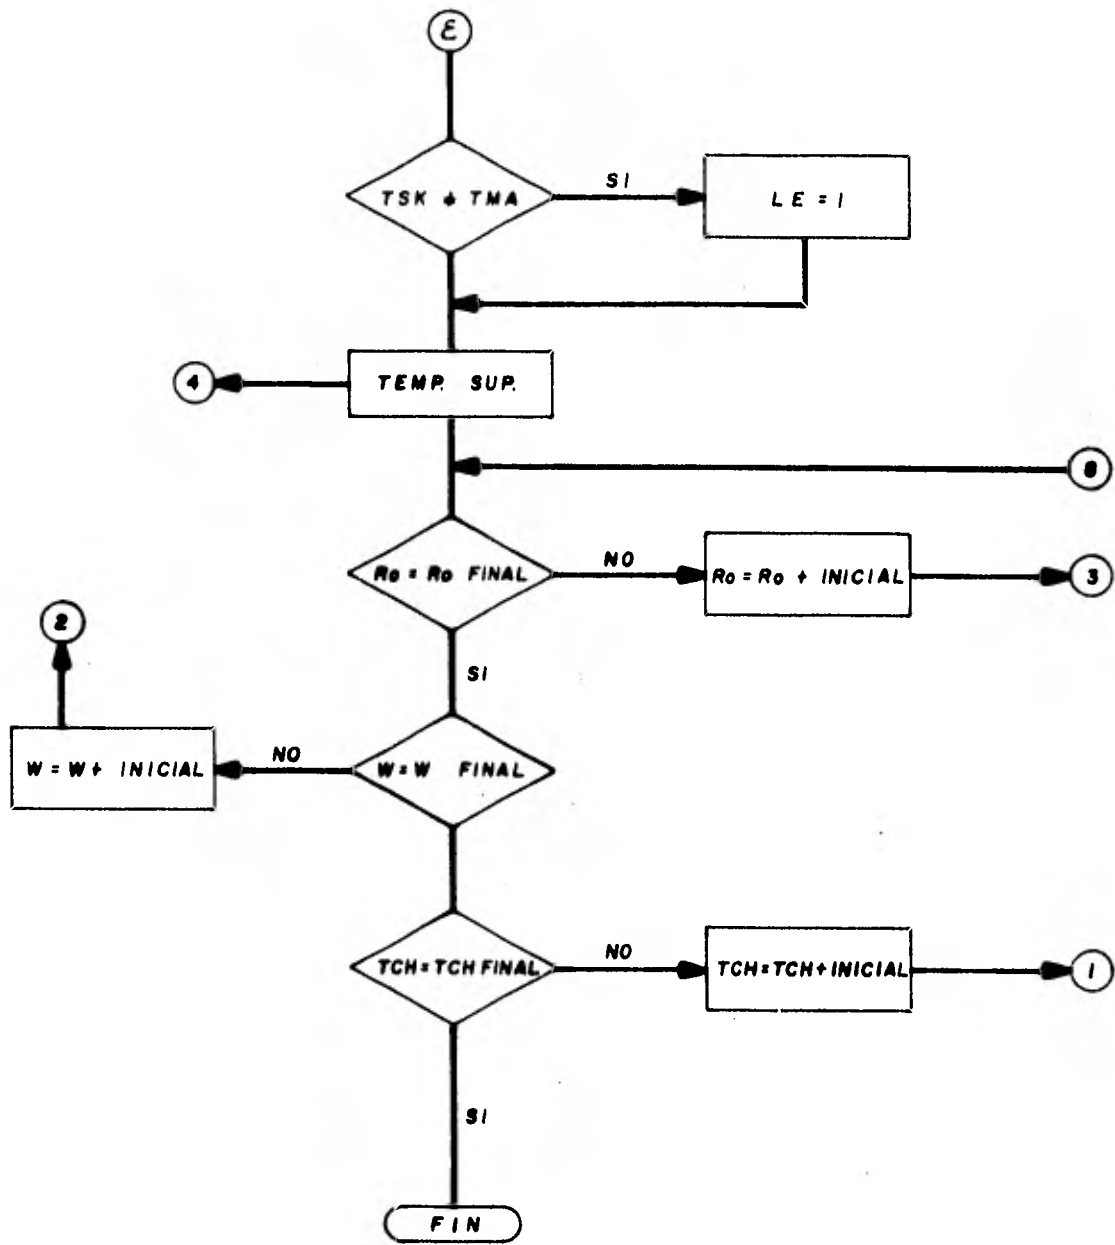 E
TSK ≠ TMA
SI
LE = 1
4
TEMP. SUP.
Ro = Ro FINAL
NO
Ro = Ro + INICIAL
3
2
SI
W = W + INICIAL
NO
W = W FINAL
TCH = TCH FINAL
NO
TCH = TCH + INICIAL
1
SI
FIN